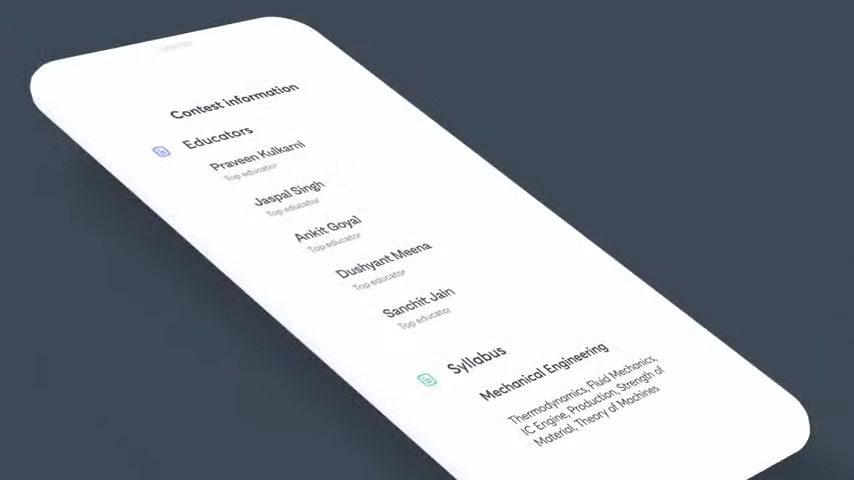 Contest information
Educators
Praveen Kulkarni
Top educator
Jaspal Singh
Top educator
Ankit Goyal
Top educator
Dushyant Meena
Top educator
Sanchit Jain
Top educator
Syllabus
Mechanical Engineering
Thermodynamics, Fluid Mechanics,
IC Engine, Production, Strength of
Material, Theory of Machines